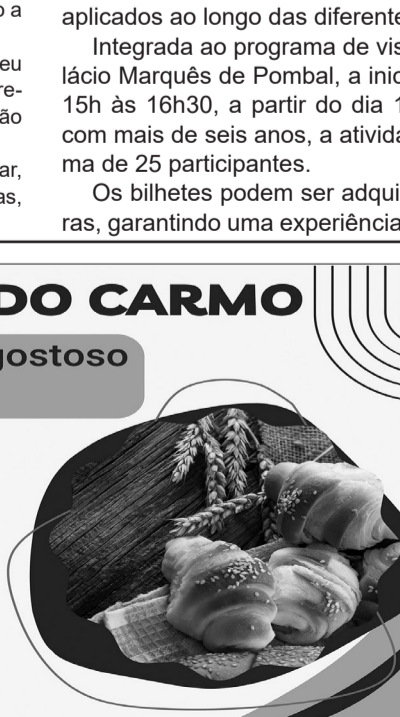 o a
eu
re-
ão
ar,
as,
aplicados ao longo das diferente
Integrada ao programa de vis
lácio Marquês de Pombal, a inic
15h às 16h30, a partir do dia 1
com mais de seis anos, a ativida
ma de 25 participantes.
Os bilhetes podem ser adqui
ras, garantindo uma experiência
DO CARMO
gostoso